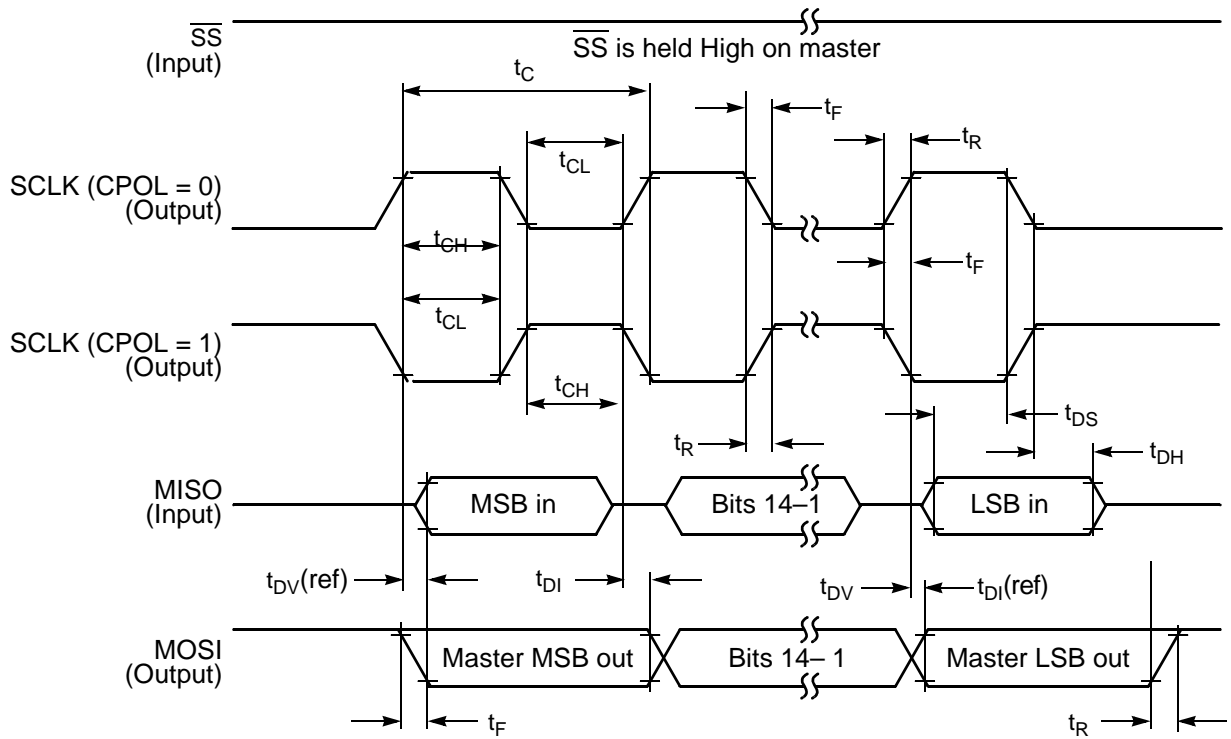 SS
(Input)
SS is held High on master
tC
tF
tR
tCL
SCLK (CPOL = 0)
(Output)
tCH
tF
tCL
SCLK (CPOL = 1)
(Output)
tCH
tDS
tR
tDH
MISO
(Input)
MSB in
Bits 14–1
LSB in
tDV(ref)
tDI
tDV
tDI(ref)
MOSI
(Output)
Master MSB out
Bits 14– 1
Master LSB out
tF
tR